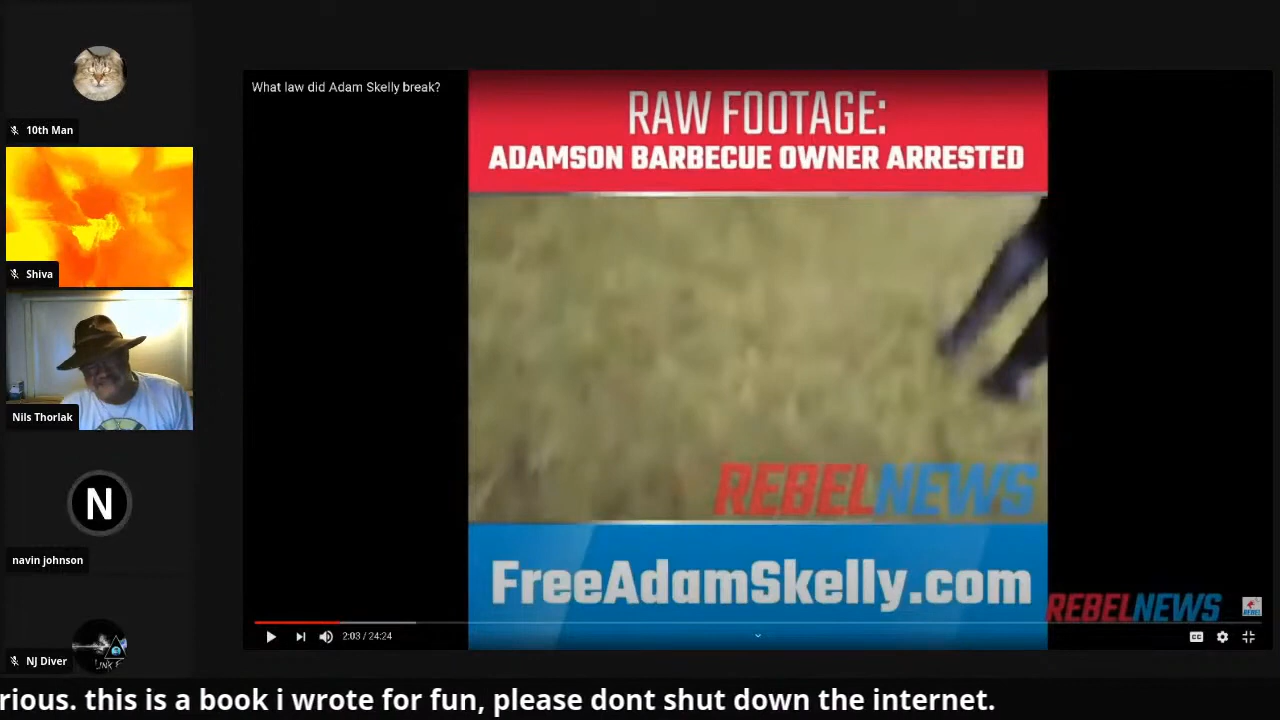 10th Man
Shiva
Nils Thorlak
N
navin johnson
NJ Diver
What law did Adam Skelly break?
RAW FOOTAGE:
ADAMSON BARBECUE OWNER ARRESTED
REBELNEWS
FreeAdamSkelly.com
REBELNEWS
2:03 / 24:24
rious. this is a book i wrote for fun, please dont shut down the internet.